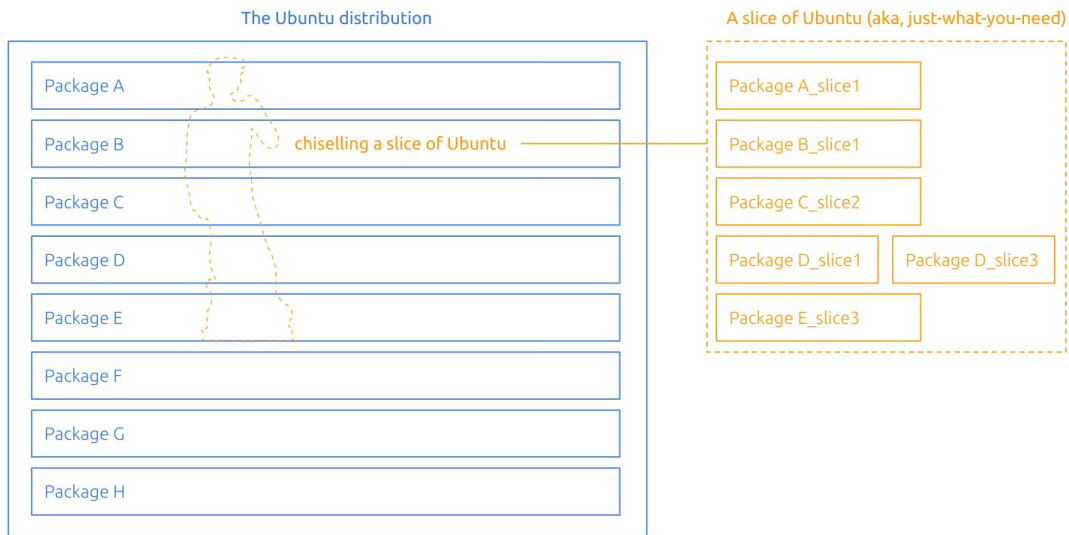 The Ubuntu distribution
A slice of Ubuntu (aka, just-what-you-need)
Package A
Package B
chiselling a slice of Ubuntu
Package C
Package D
Package E
Package F
Package G
Package H
Package A_slice1
Package B_slice1
Package C_slice2
Package D_slice1
Package D_slice3
Package E_slice3